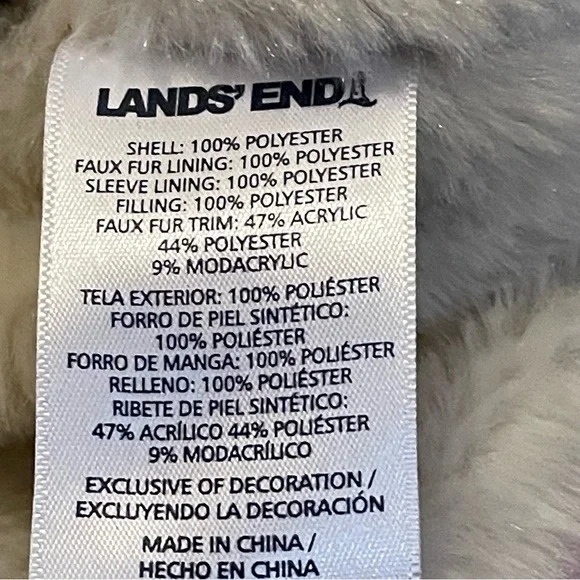 LANDS' END
SHELL: 100% POLYESTER
FAUX FUR LINING: 100% POLYESTER
SLEEVE LINING: 100% POLYESTER
FILLING: 100% POLYESTER
FAUX FUR TRIM: 47% ACRYLIC
44% POLYESTER
9% MODACRYLIC
TELA EXTERIOR: 100% POLIÉSTER
FORRO DE PIEL SINTÉTICO:
100% POLIÉSTER
FORRO DE MANGA: 100% POLIÉSTER
RELLENO: 100% POLIÉSTER
RIBETE DE PIEL SINTÉTICO:
47% ACRÍLICO 44% POLIÉSTER
9% MODACRÍLICO
EXCLUSIVE OF DECORATION /
EXCLUYENDO LA DECORACIÓN
MADE IN CHINA /
HECHO EN CHINA